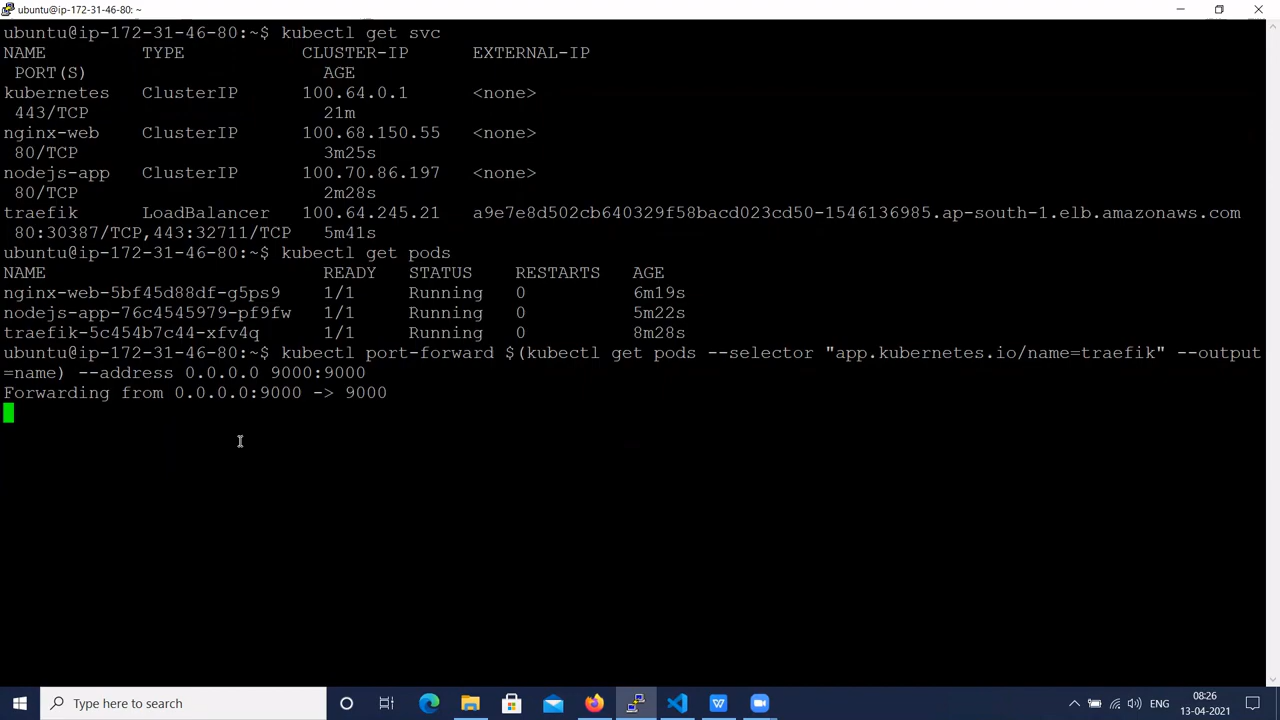 ubuntu@ip-172-31-46-80: ~
ubuntu@ip-172-31-46-80:~$ kubectl get svc
NAME TYPE CLUSTER-IP EXTERNAL-IP
PORT(S) AGE
kubernetes ClusterIP 100.64.0.1 <none>
443/TCP 21m
nginx-web ClusterIP 100.68.150.55 <none>
80/TCP 3m25s
nodejs-app ClusterIP 100.70.86.197 <none>
80/TCP 2m28s
traefik LoadBalancer 100.64.245.21 a9e7e8d502cb640329f58bacd023cd50-1546136985.ap-south-1.elb.amazonaws.com
80:30387/TCP,443:32711/TCP 5m41s
ubuntu@ip-172-31-46-80:~$ kubectl get pods
NAME READY STATUS RESTARTS AGE
nginx-web-5bf45d88df-g5ps9 1/1 Running 0 6m19s
nodejs-app-76c4545979-pf9fw 1/1 Running 0 5m22s
traefik-5c454b7c44-xfv4q 1/1 Running 0 8m28s
ubuntu@ip-172-31-46-80:~$ kubectl port-forward $(kubectl get pods --selector "app.kubernetes.io/name=traefik" --output
=name) --address 0.0.0.0 9000:9000
Forwarding from 0.0.0.0:9000 -> 9000
Type here to search
ENG
08:26
13-04-2021